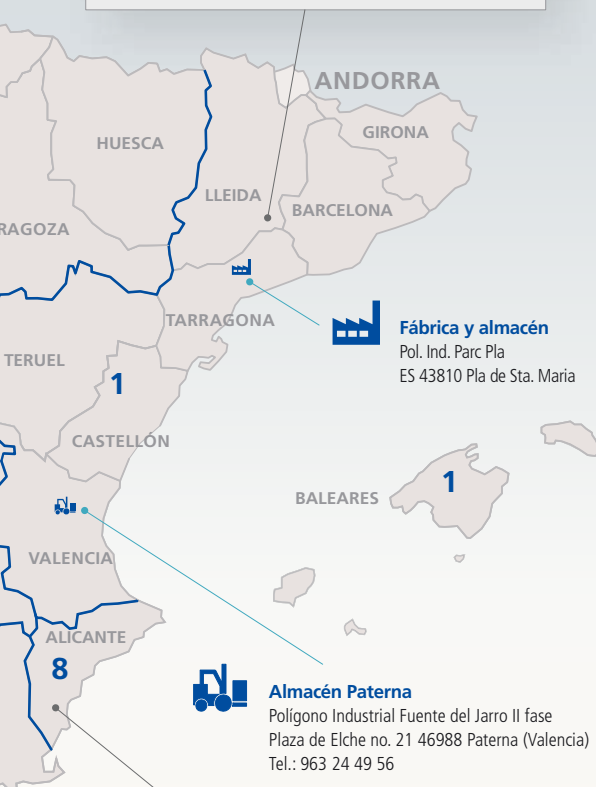 ANDORRA
GIRONA
HUESCA
LLEIDA
BARCELONA
RAGOZA
TARRAGONA
Fábrica y almacén
Pol. Ind. Parc Pla
ES 43810 Pla de Sta. Maria
TERUEL
1
CASTELLÓN
1
BALEARES
VALENCIA
ALICANTE
8
Almacén Paterna
Polígono Industrial Fuente del Jarro II fase
Plaza de Elche no. 21 46988 Paterna (Valencia)
Tel.: 963 24 49 56